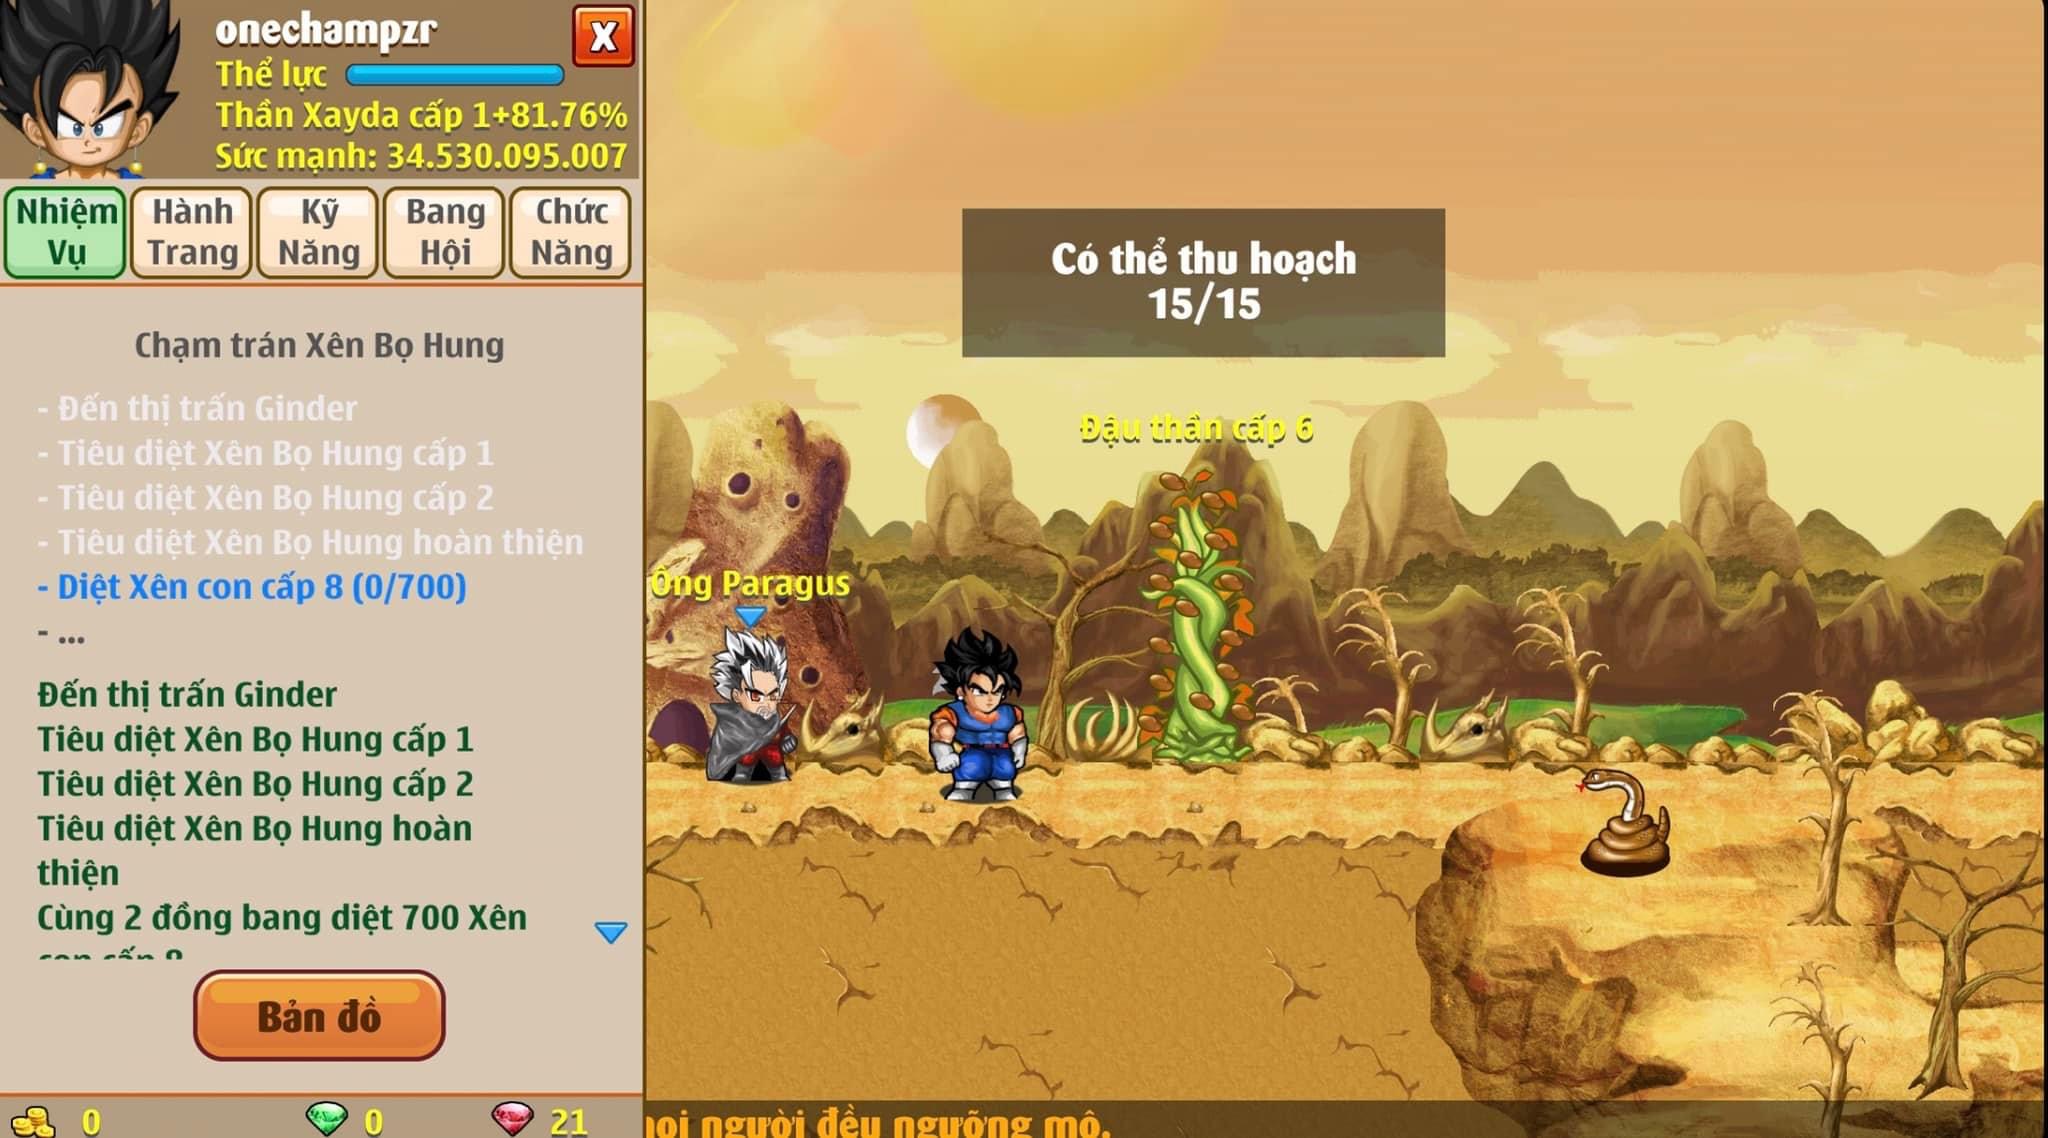 onechampzr
X
Thể lực
Thần Xayda cấp 1+81.76%
Sức mạnh: 34.530.095.007
Nhiệm Vụ
Hành Trang
Kỹ Năng
Bang Hội
Chức Năng
Chạm trán Xên Bọ Hung
- Đến thị trấn Ginder
- Tiêu diệt Xên Bọ Hung cấp 1
- Tiêu diệt Xên Bọ Hung cấp 2
- Tiêu diệt Xên Bọ Hung hoàn thiện
- Diệt Xên con cấp 8 (0/700)
- ...
Đến thị trấn Ginder
Tiêu diệt Xên Bọ Hung cấp 1
Tiêu diệt Xên Bọ Hung cấp 2
Tiêu diệt Xên Bọ Hung hoàn
thiện
Cùng 2 đồng bang diệt 700 Xên
con cấp 8
Bản đồ
0
0
21
Có thể thu hoạch
15/15
Đậu thần cấp 6
Ông Paragus
mọi người đều ngưỡng mộ.